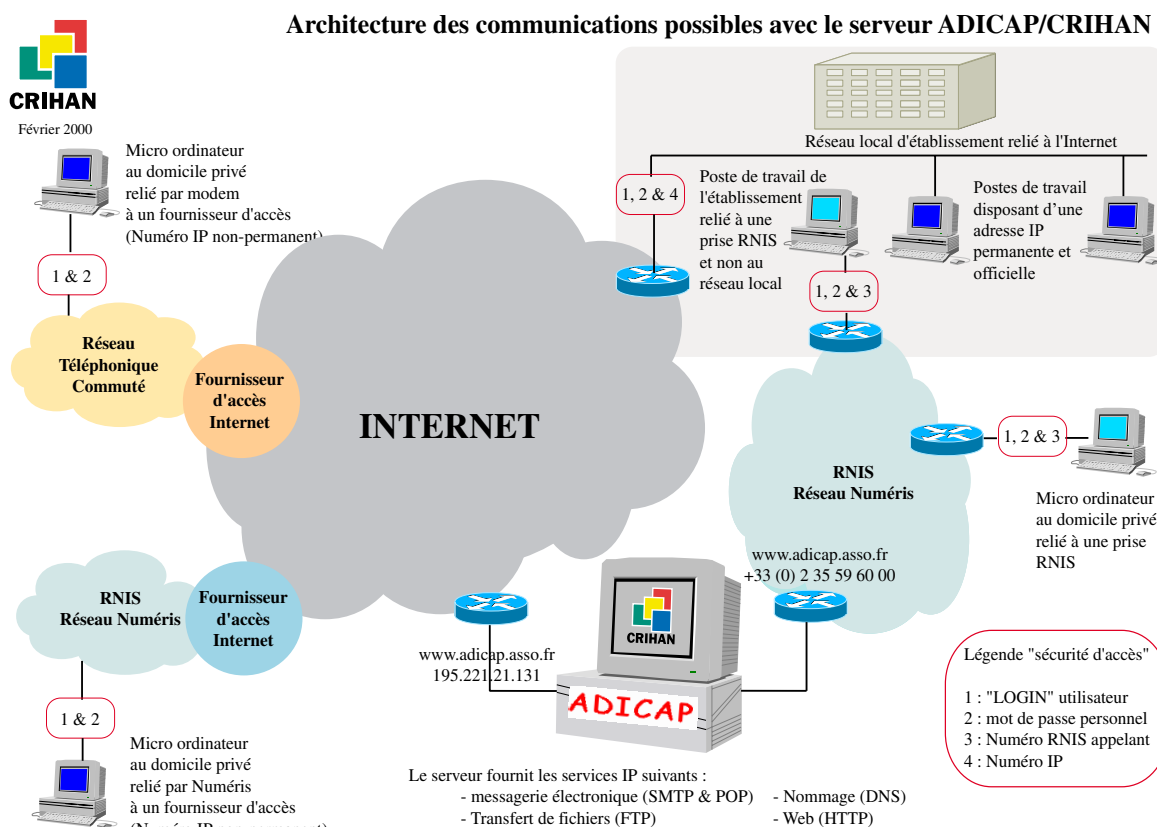 Architecture des communications possibles avec le serveur ADICAP/CRIHAN
CRIHAN
Février 2000
Micro ordinateur
au domicile privé
relié par modem
à un fournisseur d'accès
(Numéro IP non-permanent)
1 & 2
Réseau
Téléphonique
Commuté
Fournisseur
d'accès
Internet
INTERNET
Réseau local d'établissement relié à l'Internet
1, 2 & 4
Poste de travail de
l'établissement
relié à une
prise RNIS
et non au
réseau local
1, 2 & 3
Postes de travail
disposant d’une
adresse IP
permanente et
officielle
RNIS
Réseau Numéris
1, 2 & 3
Micro ordinateur
au domicile privé
relié à une prise
RNIS
www.adicap.asso.fr
+33 (0) 2 35 59 60 00
RNIS
Réseau Numéris
Fournisseur
d'accès
Internet
1 & 2
Micro ordinateur
au domicile privé
relié par Numéris
à un fournisseur d'accès
(Numéro IP non-permanent)
www.adicap.asso.fr
195.221.21.131
CRIHAN
ADICAP
Légende "sécurité d'accès"
1 : "LOGIN" utilisateur
2 : mot de passe personnel
3 : Numéro RNIS appelant
4 : Numéro IP
Le serveur fournit les services IP suivants :
- messagerie électronique (SMTP & POP)
- Transfert de fichiers (FTP)
- Nommage (DNS)
- Web (HTTP)